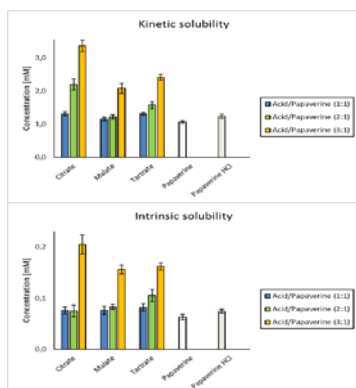 Kinetic solubility
Concentration [mM]
3,0
2,0
1,0
0,0
Citrate
Malate
Tartrate
Papaverine
Papaverine HCl
Acid/Papaverine (1:1)
Acid/Papaverine (2:1)
Acid/Papaverine (3:1)
Intrinsic solubility
Concentration [mM]
0,2
0,1
0,0
Citrate
Malate
Tartrate
Papaverine
Papaverine HCl
Acid/Papaverine (1:1)
Acid/Papaverine (2:1)
Acid/Papaverine (3:1)